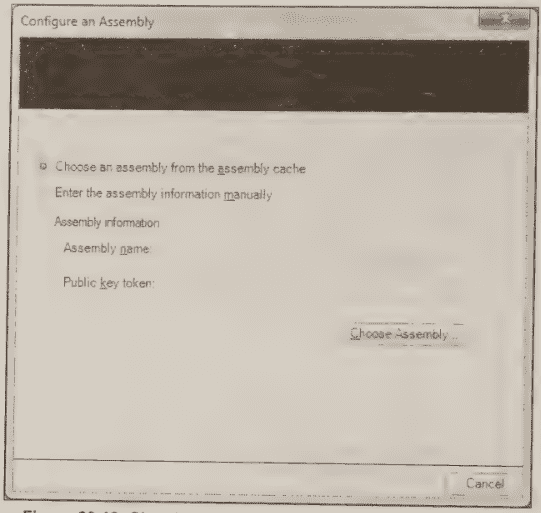 Configure an Assembly
Choose an assembly from the assembly cache
Enter the assembly information manually
Assembly information
Assembly name:
Public key token:
Choose Assembly...
Cancel